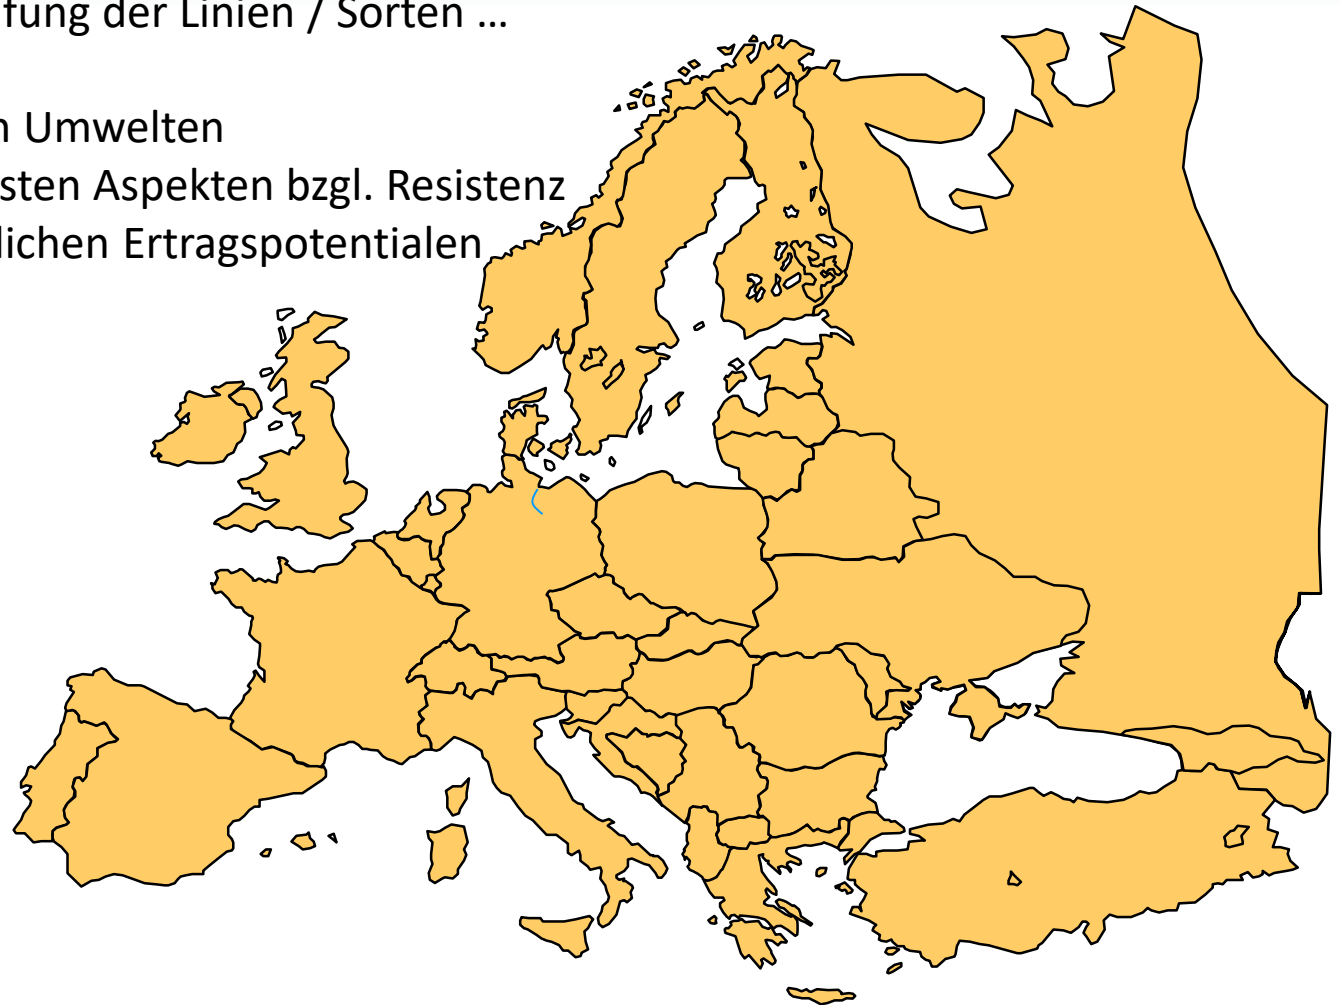 fung der Linien / Sorten ...
n Umwelten
sten Aspekten bzgl. Resistenz
lichen Ertragspotentialen